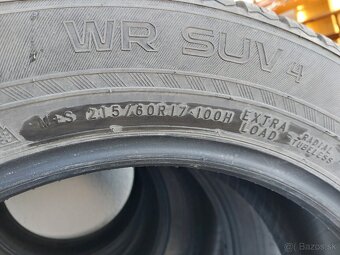 WR SUV 4
M+S 215/60R17 100H EXTRA LOAD RADIAL TUBELESS
© bazos.sk